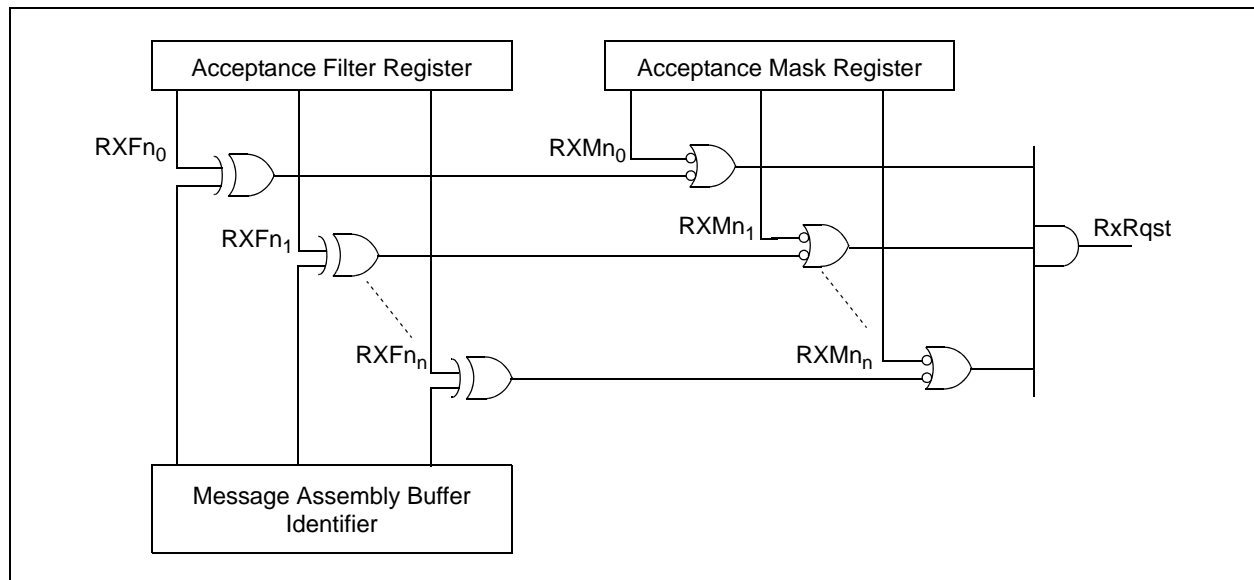 Acceptance Filter Register
Acceptance Mask Register
RXFn0
RXMn0
RXFn1
RXMn1
RxRqst
RXFnn
RXMnn
Message Assembly Buffer
Identifier